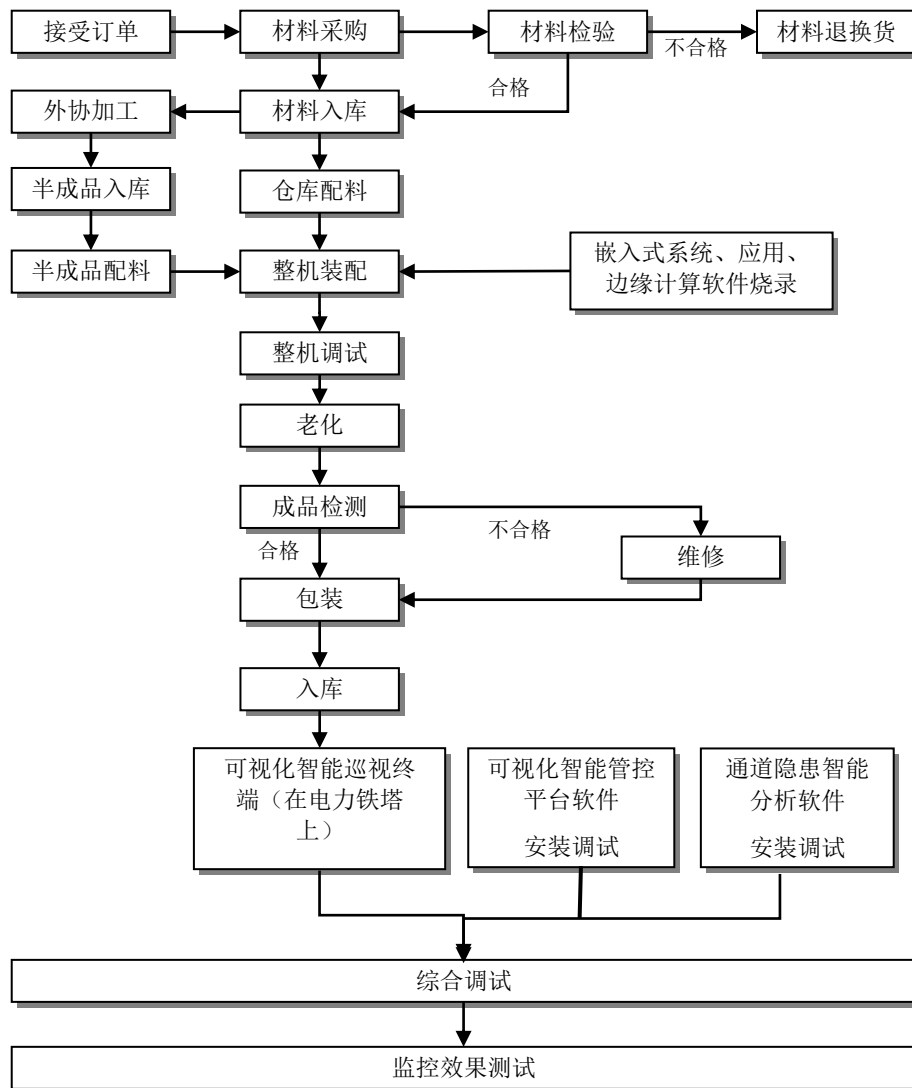 接受订单
材料采购
材料检验
不合格
材料退换货
合格
外协加工
材料入库
半成品入库
仓库配料
半成品配料
整机装配
嵌入式系统、应用、
边缘计算软件烧录
整机调试
老化
成品检测
不合格
合格
维修
包装
入库
可视化智能巡视终
端（在电力铁塔
上）
可视化智能管控
平台软件
安装调试
通道隐患智能
分析软件
安装调试
综合调试
监控效果测试